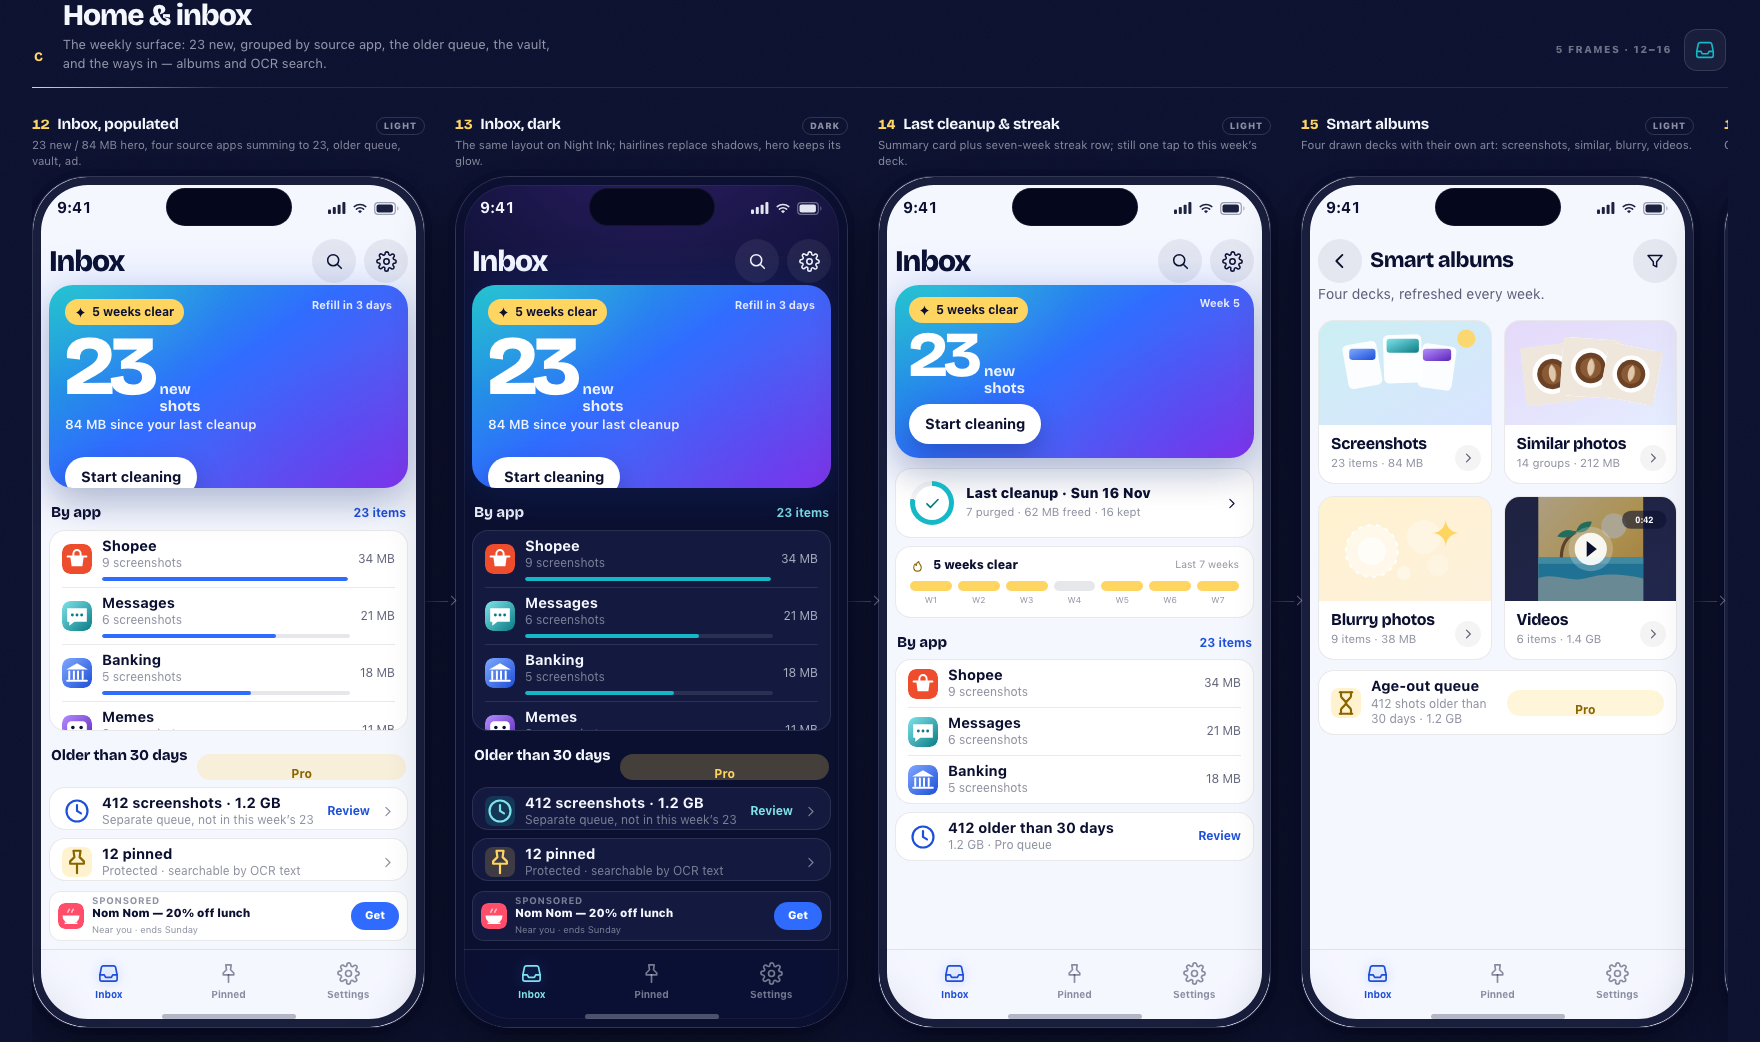 Home & inbox
C
The weekly surface: 23 new, grouped by source app, the older queue, the vault,
and the ways in — albums and OCR search.
5 FRAMES · 12–16
12 Inbox, populated
LIGHT
23 new / 84 MB hero, four source apps summing to 23, older queue,
vault, ad.
9:41
Inbox
5 weeks clear
Refill in 3 days
23 new
shots
84 MB since your last cleanup
Start cleaning
By app
23 items
Shopee
9 screenshots
34 MB
Messages
6 screenshots
21 MB
Banking
5 screenshots
18 MB
Memes
11 MB
Older than 30 days
Pro
412 screenshots · 1.2 GB
Separate queue, not in this week's 23
Review
12 pinned
Protected · searchable by OCR text
SPONSORED
Nom Nom — 20% off lunch
Near you · ends Sunday
Get
Inbox
Pinned
Settings
13 Inbox, dark
DARK
The same layout on Night Ink; hairlines replace shadows, hero keeps its
glow.
9:41
Inbox
5 weeks clear
Refill in 3 days
23 new
shots
84 MB since your last cleanup
Start cleaning
By app
23 items
Shopee
9 screenshots
34 MB
Messages
6 screenshots
21 MB
Banking
5 screenshots
18 MB
Memes
11 MB
Older than 30 days
Pro
412 screenshots · 1.2 GB
Separate queue, not in this week's 23
Review
12 pinned
Protected · searchable by OCR text
SPONSORED
Nom Nom — 20% off lunch
Near you · ends Sunday
Get
Inbox
Pinned
Settings
14 Last cleanup & streak
LIGHT
Summary card plus seven-week streak row; still one tap to this week's
deck.
9:41
Inbox
5 weeks clear
Week 5
23 new
shots
Start cleaning
Last cleanup · Sun 16 Nov
7 purged · 62 MB freed · 16 kept
5 weeks clear
Last 7 weeks
W1 W2 W3 W4 W5 W6 W7
By app
23 items
Shopee
9 screenshots
34 MB
Messages
6 screenshots
21 MB
Banking
5 screenshots
18 MB
412 older than 30 days
1.2 GB · Pro queue
Review
Inbox
Pinned
Settings
15 Smart albums
LIGHT
Four drawn decks with their own art: screenshots, similar, blurry, videos.
9:41
Smart albums
Four decks, refreshed every week.
Screenshots
23 items · 84 MB
Similar photos
14 groups · 212 MB
0:42
Blurry photos
9 items · 38 MB
Videos
6 items · 1.4 GB
Age-out queue
412 shots older than
30 days · 1.2 GB
Pro
Inbox
Pinned
Settings